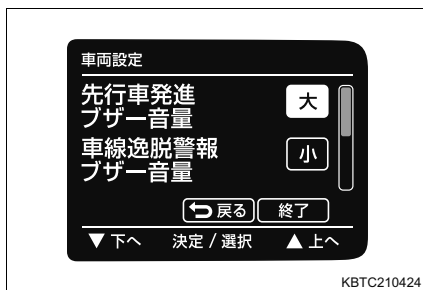 車両設定
先行車発進
ブザー音量
大
車線逸脱警報
ブザー音量
小
戻る 終了
▼ 下へ 決定 / 選択 ▲ 上へ
KBTC210424